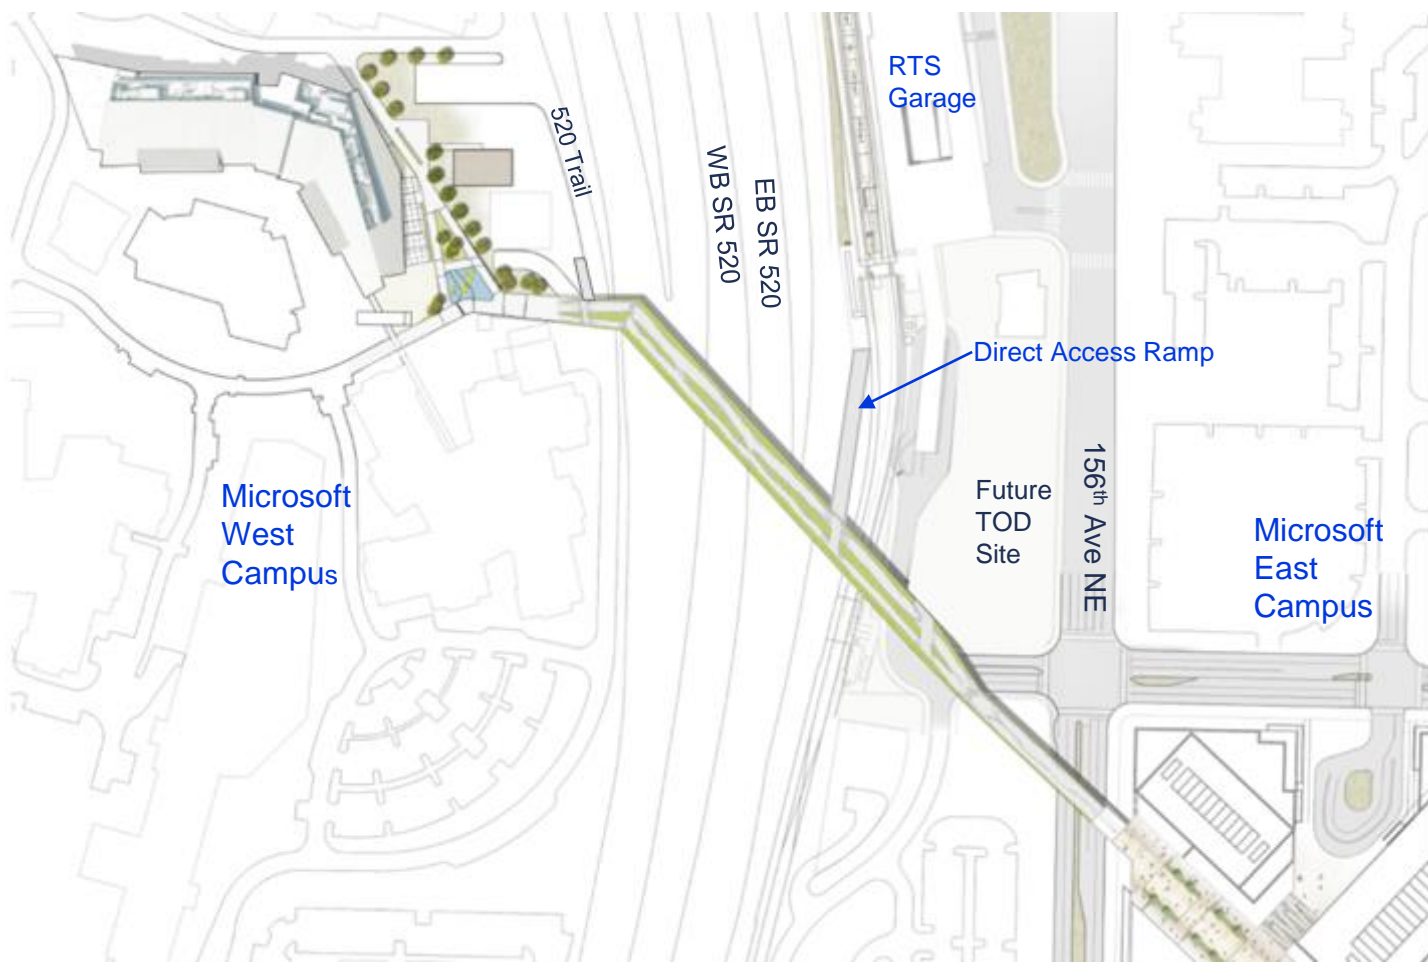 RTS
Garage
520 Trail
WB SR 520
EB SR 520
Direct Access Ramp
156th Ave NE
Future
TOD
Site
Microsoft
West
Campus
Microsoft
East
Campus